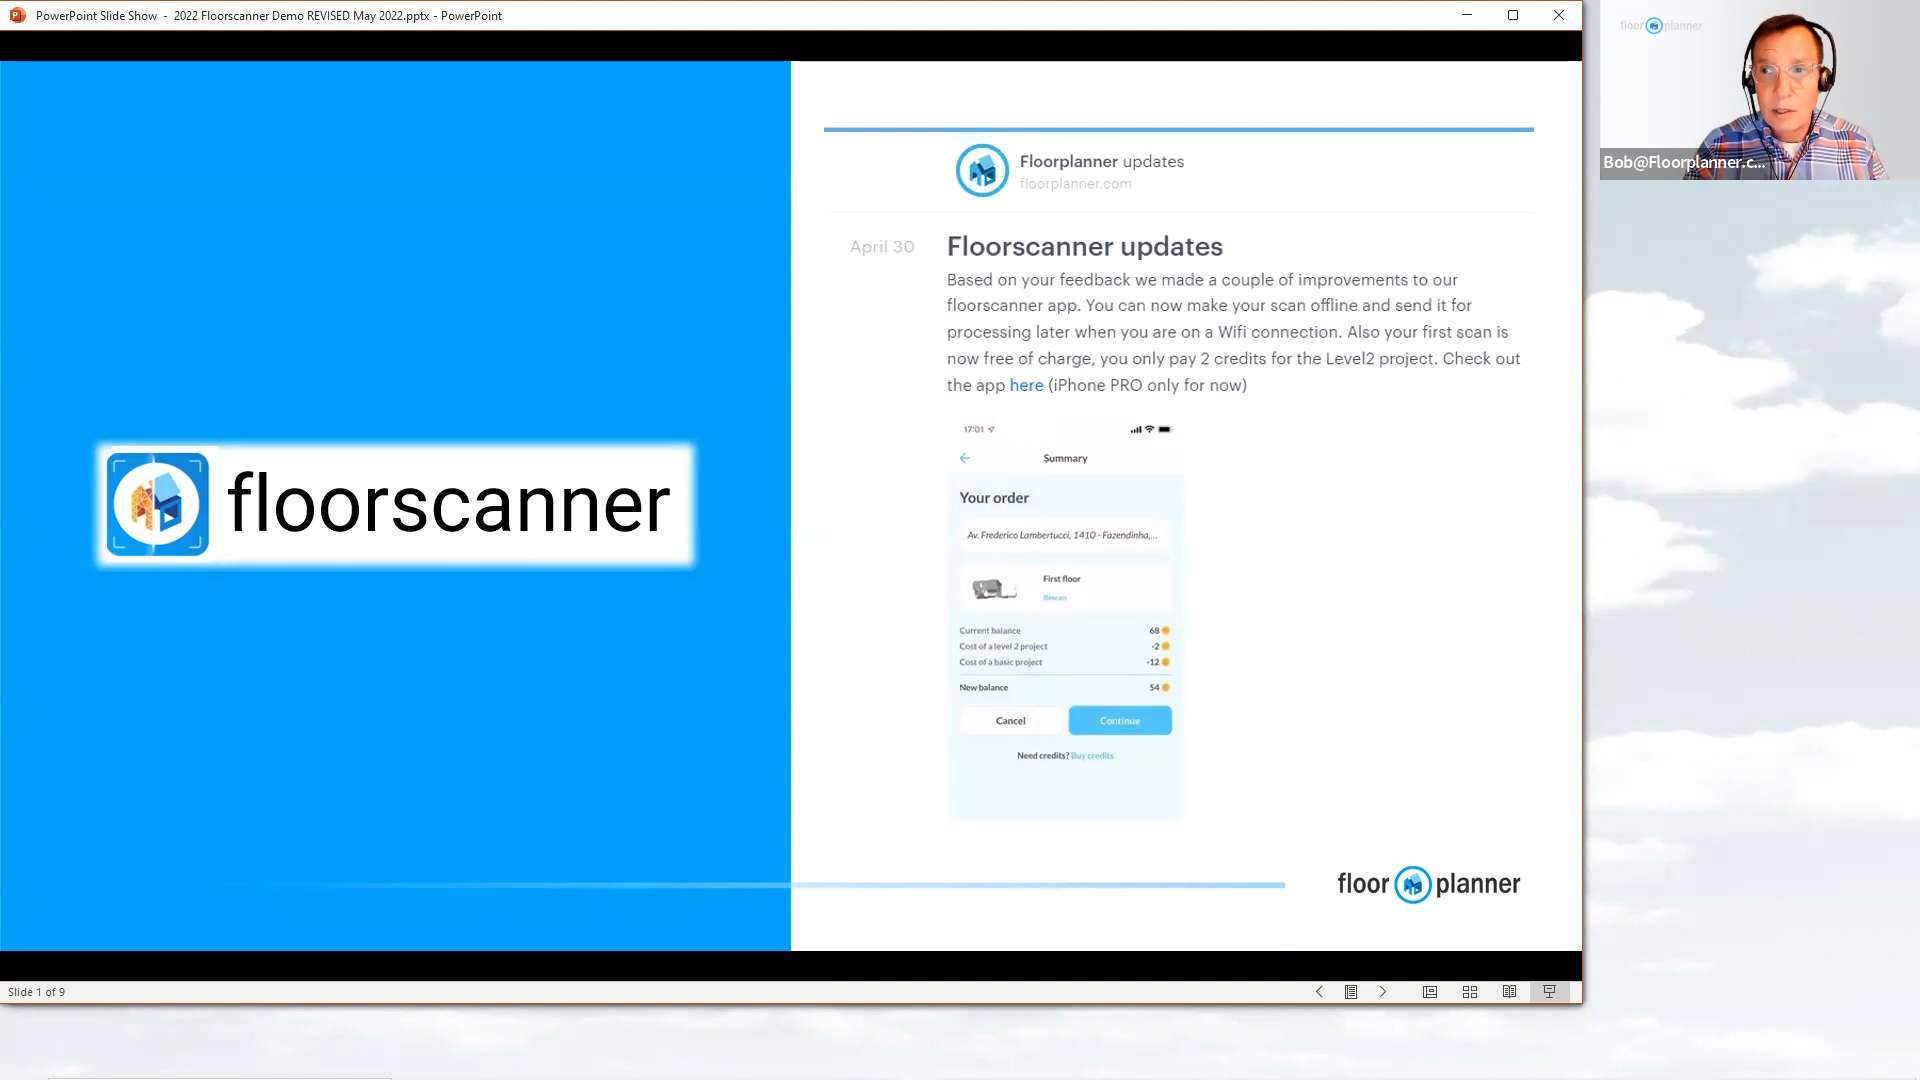 PowerPoint Slide Show - 2022 Floorscanner Demo REVISED May 2022.pptx - PowerPoint
floor planner
Bob@Floorplanner.c...
floorscanner
Floorplanner updates
floorplanner.com
April 30
Floorscanner updates
Based on your feedback we made a couple of improvements to our
floorscanner app. You can now make your scan offline and send it for
processing later when you are on a Wifi connection. Also your first scan is
now free of charge, you only pay 2 credits for the Level2 project. Check out
the app here (iPhone PRO only for now)
17:01
Summary
Your order
Av. Frederico Lambertucci, 1410 - Fazendinha,...
First floor
Rescan
Current balance 68
Cost of a level 2 project -2
Cost of a basic project -12
New balance 54
Cancel Continue
Need credits? Buy credits
floor planner
Slide 1 of 9